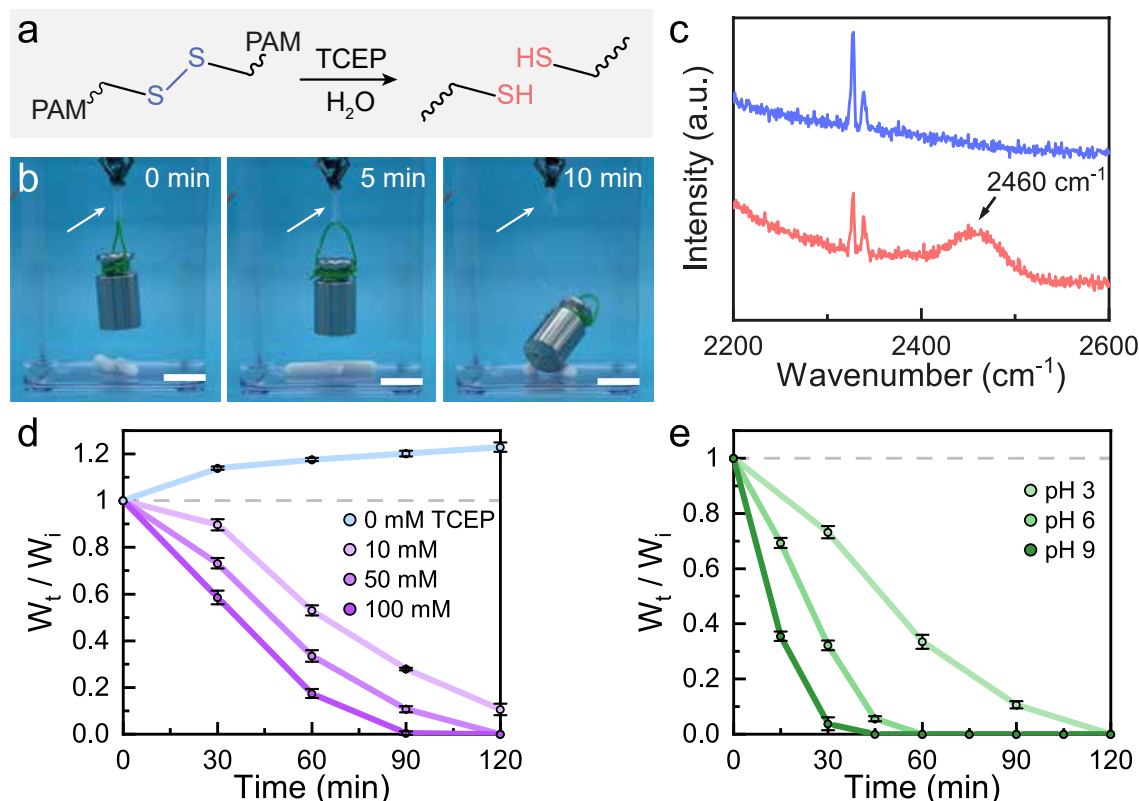 a
PAM
S
S
PAM
TCEP
H₂O
HS
SH
b
0 min
5 min
10 min
c
Intensity (a.u.)
2460 cm⁻¹
2200
2400
2600
Wavenumber (cm⁻¹)
d
Wₜ / Wᵢ
1.2
1
0.8
0.6
0.4
0.2
0.0
0 mM TCEP
10 mM
50 mM
100 mM
0
30
60
90
120
Time (min)
e
Wₜ / Wᵢ
1
0.8
0.6
0.4
0.2
0.0
pH 3
pH 6
pH 9
0
30
60
90
120
Time (min)